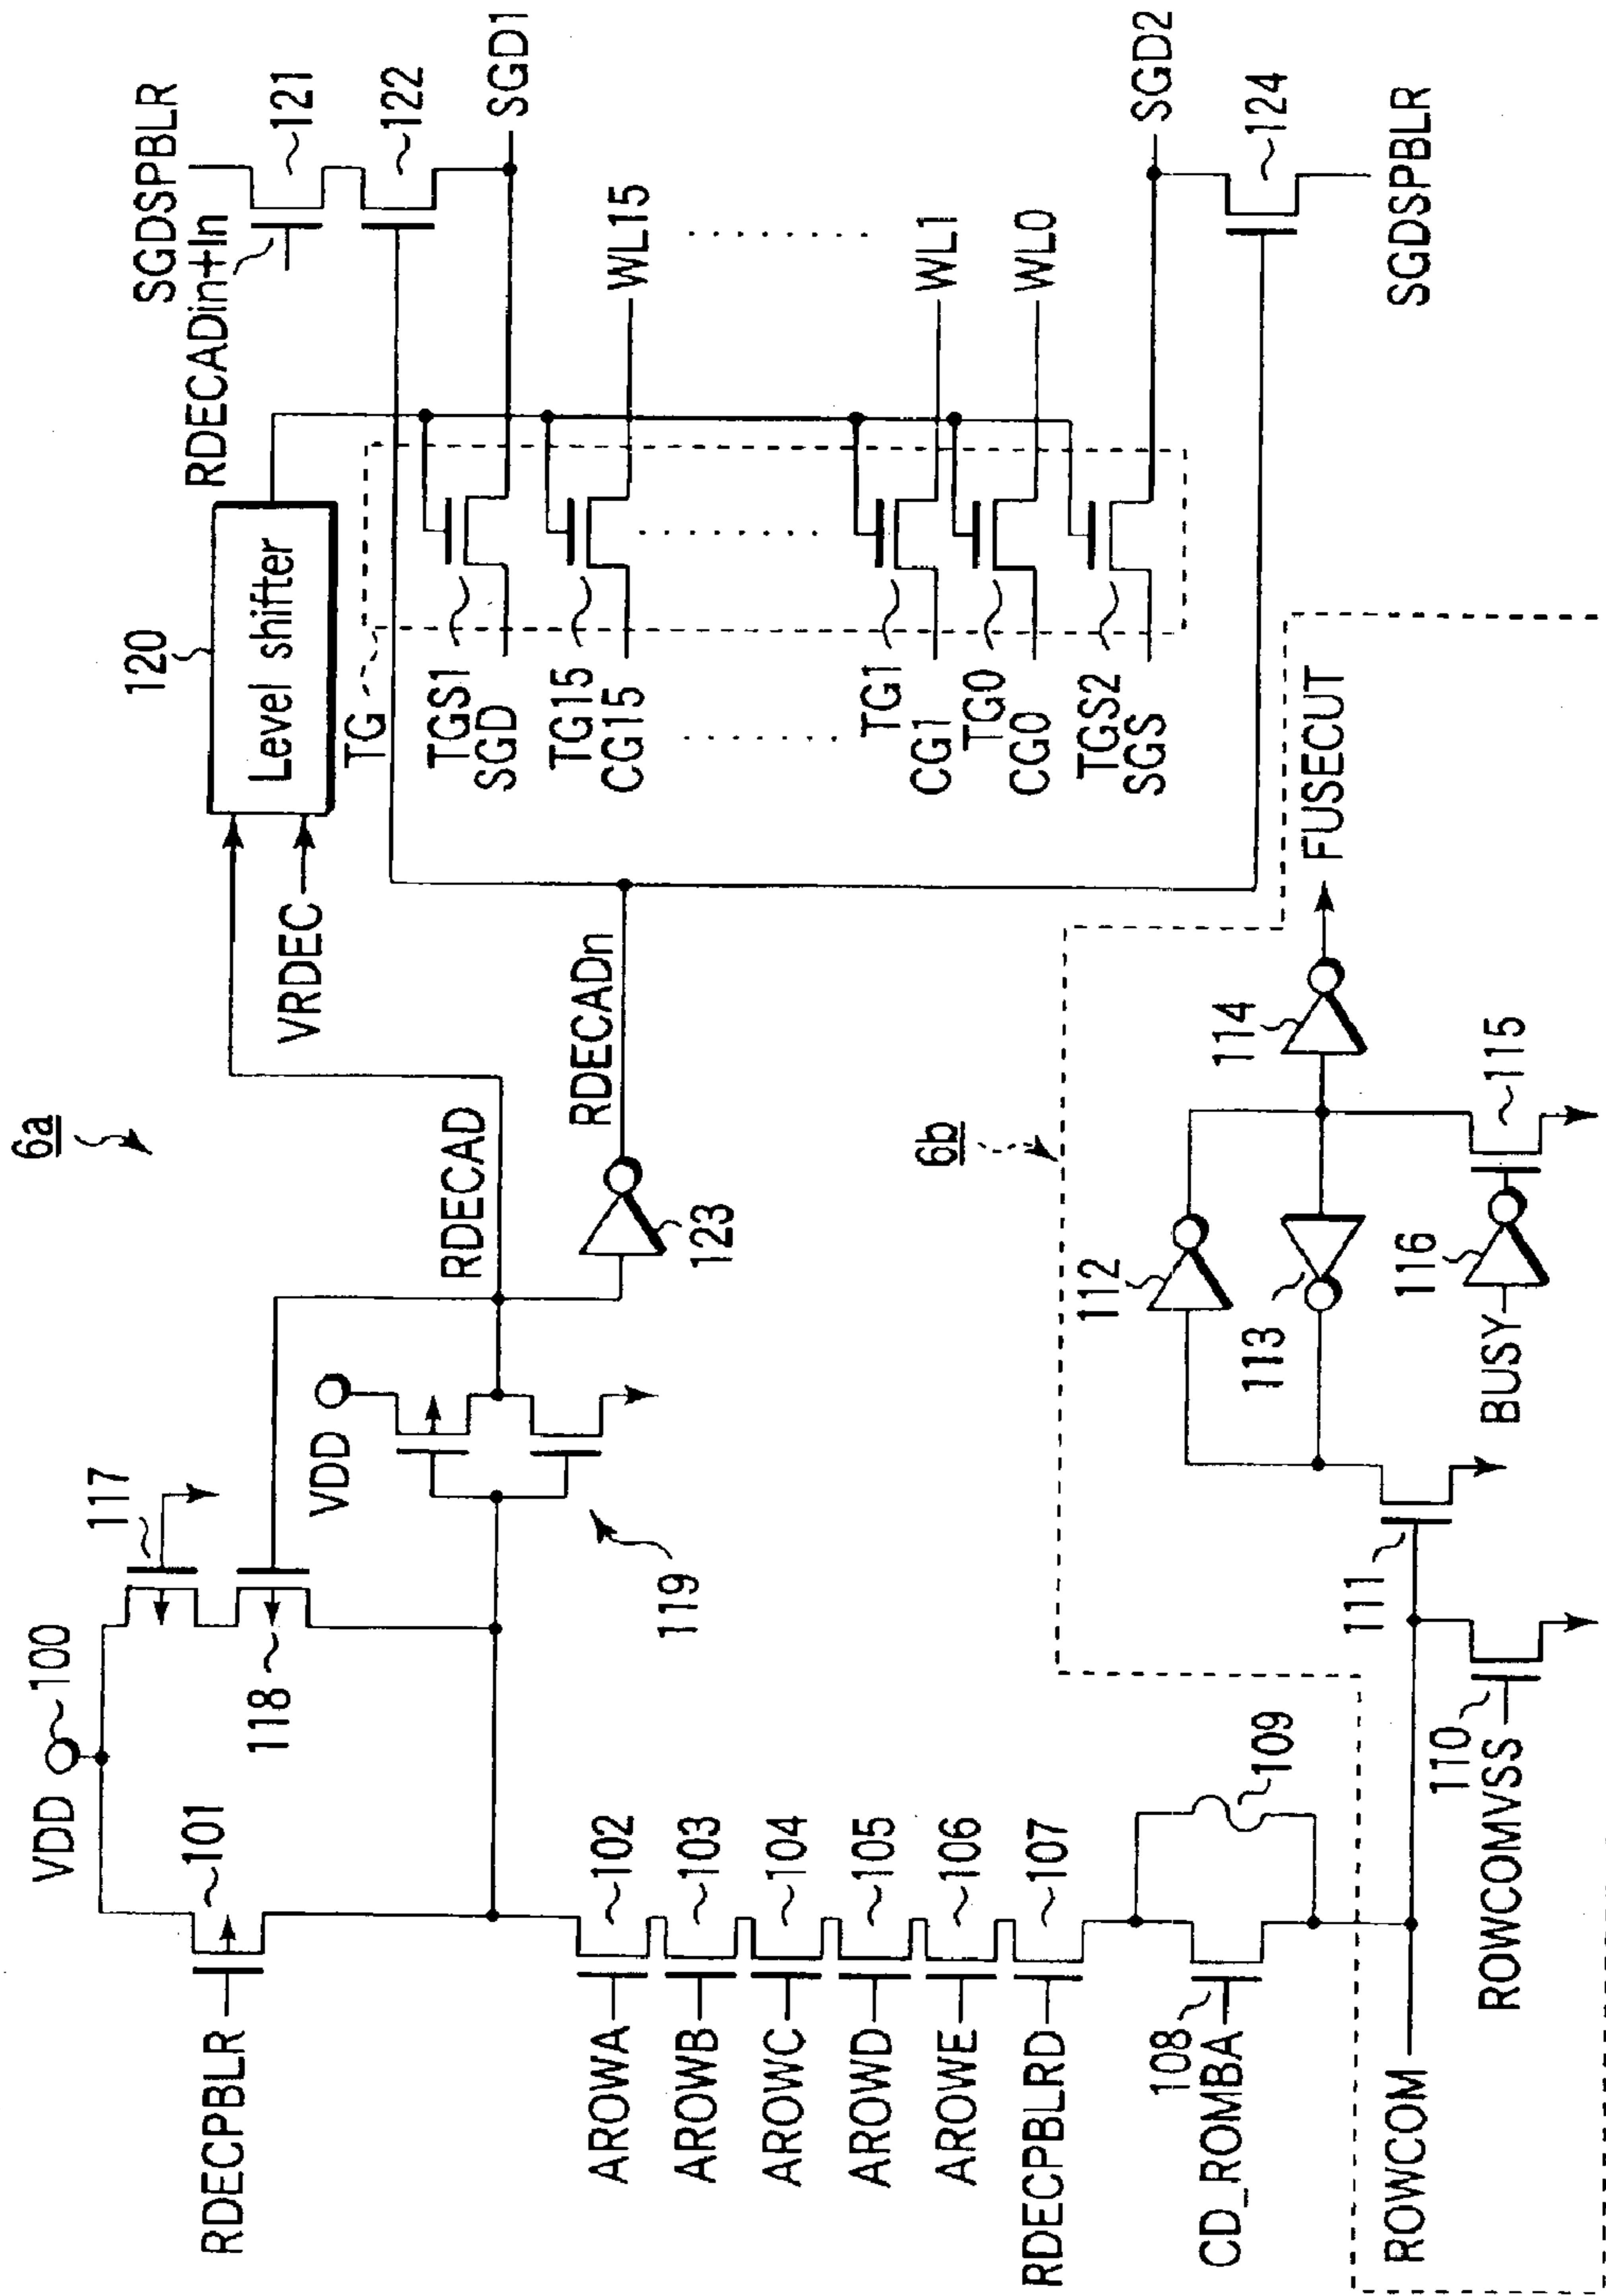 6a
VDD
100
117
101
RDECPBLR
118
VDD
119
RDECAD
123
RDECADn
VRDEC
120
Level shifter
RDECADin+In
SGDSPBLR
121
122
SGD1
TG
TGS1
SGD
TG15
CG15
WL15
. . . . . . . .
. . . . . . . .
. . . . . . . .
TG1
CG1
WL1
TG0
CG0
WL0
TGS2
SGS
SGD2
124
SGDSPBLR
AROWA
102
AROWB
103
AROWC
104
AROWD
105
AROWE
106
RDECPBLRD
107
108
CD_ROMBA
109
ROWCOM
110
ROWCOMVSS
111
6b
112
113
114
FUSECUT
BUSY
116
115